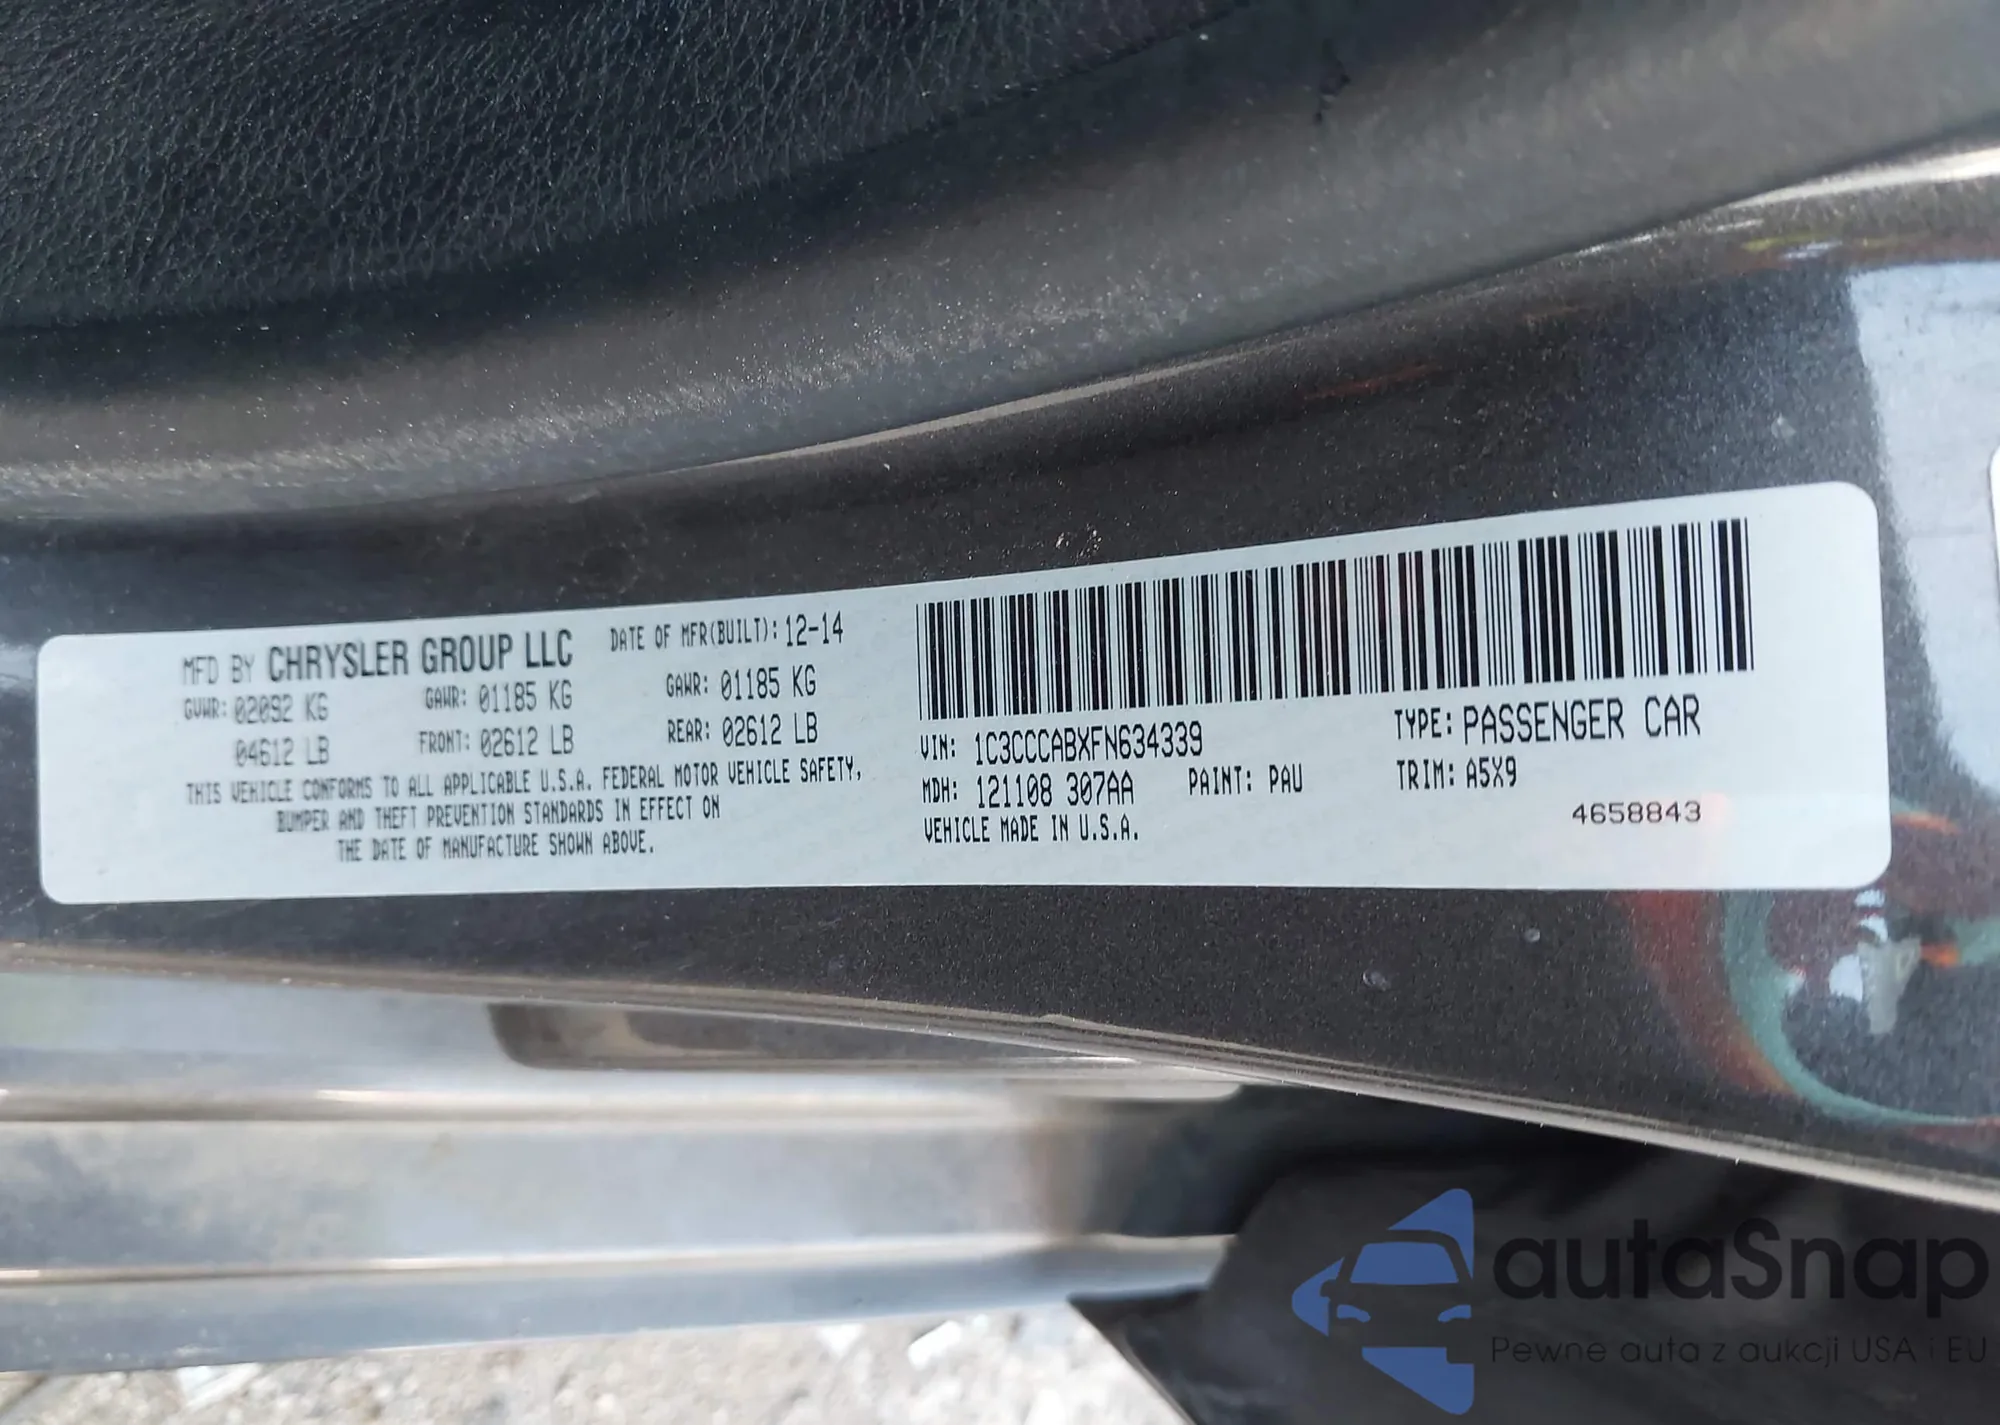 MFD BY CHRYSLER GROUP LLC
DATE OF MFR(BUILT): 12-14
GVWR: 02092 KG
GAWR: 01185 KG
GAWR: 01185 KG
04612 LB
FRONT: 02612 LB
REAR: 02612 LB
THIS VEHICLE CONFORMS TO ALL APPLICABLE U.S.A. FEDERAL MOTOR VEHICLE SAFETY,
BUMPER AND THEFT PREVENTION STANDARDS IN EFFECT ON
THE DATE OF MANUFACTURE SHOWN ABOVE.
VIN: 1C3CCCABXFN634339
TYPE: PASSENGER CAR
MDH: 121108 307AA
PAINT: PAU
TRIM: A5X9
VEHICLE MADE IN U.S.A.
4658843
autaSnap
Pewne auta z aukcji USA i EU